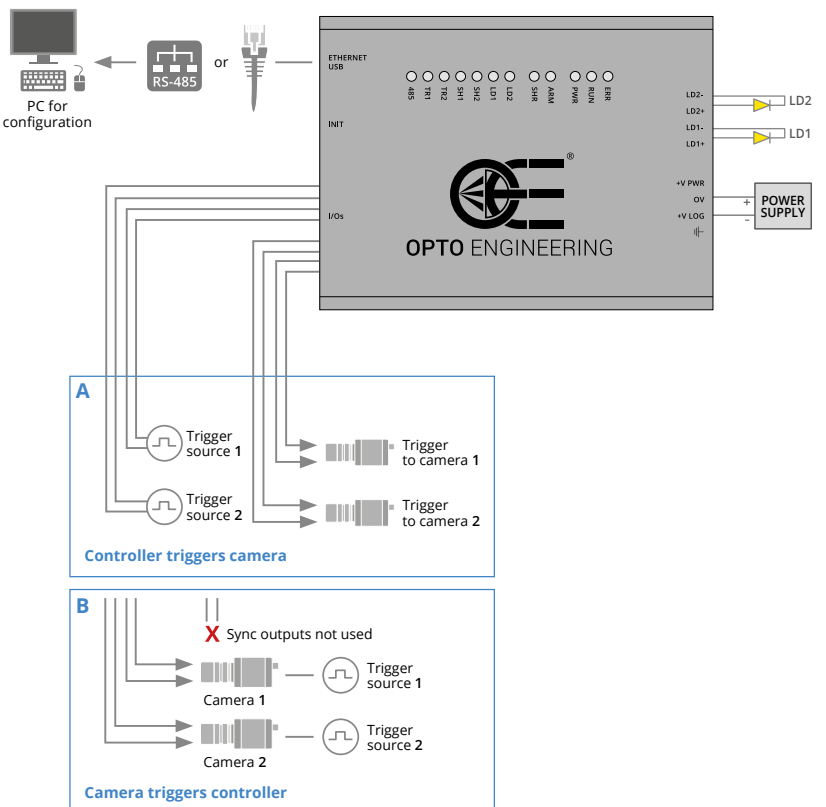 RS-485
or
PC for
configuration
ETHERNET
USB
INIT
I/Os
485
TR1
TR2
SH1
SH2
LD1
LD2
SHR
ARM
PWR
RUN
ERR
®
OPTO ENGINEERING
LD2-
LD2+
LD1-
LD1+
LD2
LD1
+V PWR
0V
+V LOG
+
-
POWER
SUPPLY
A
Trigger
source 1
Trigger
to camera 1
Trigger
source 2
Trigger
to camera 2
Controller triggers camera
B
X Sync outputs not used
Camera 1
Trigger
source 1
Camera 2
Trigger
source 2
Camera triggers controller